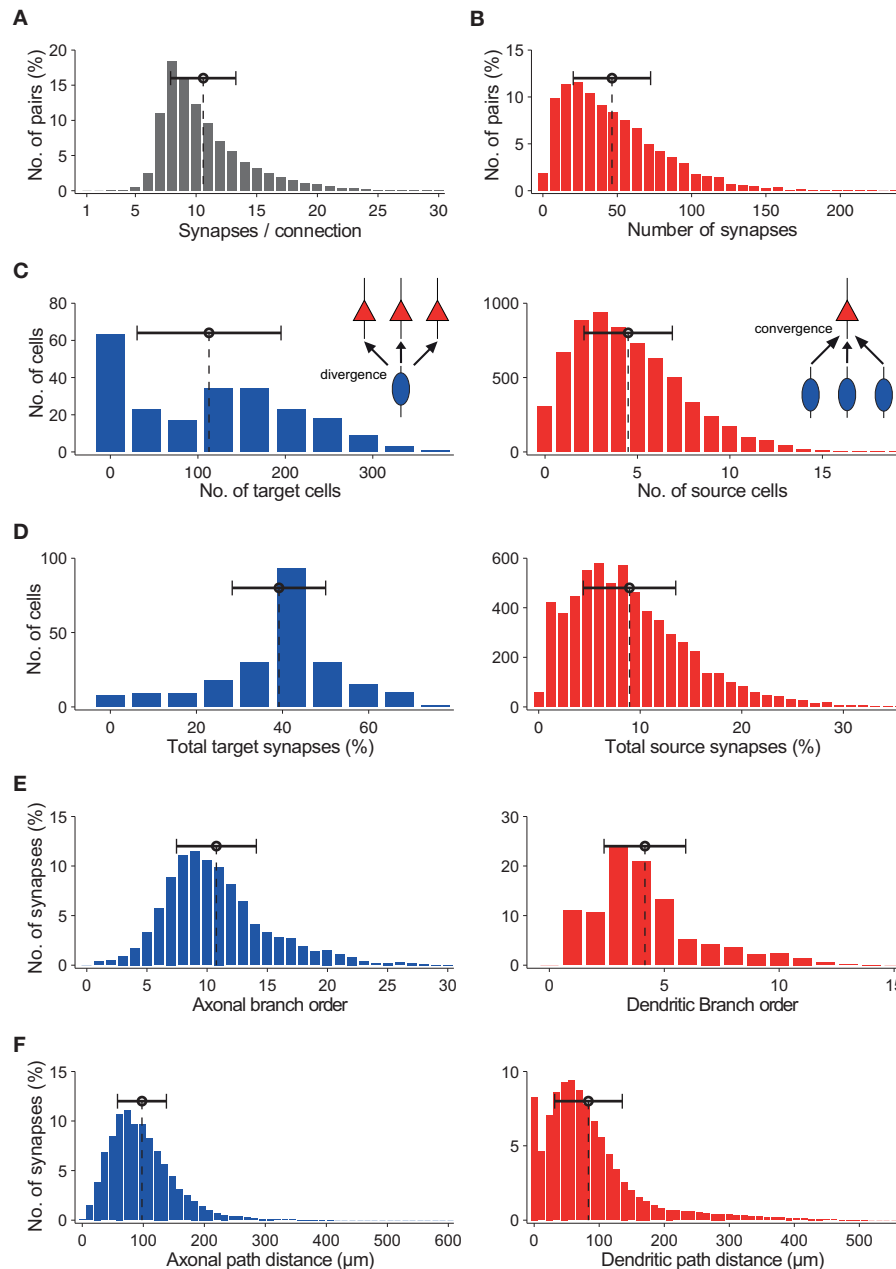 A
No. of pairs (%)
20
15
10
5
0
1 10 15 20 25 30
Synapses / connection
B
No. of pairs (%)
15
10
5
0
0 50 100 150 200
Number of synapses
C
No. of cells
80
60
40
20
0
divergence
0 100 200 300
No. of target cells
1000
500
0
convergence
0 5 10 15
No. of source cells
D
No. of cells
100
50
0
0 20 40 60
Total target synapses (%)
600
400
200
0
0 10 20 30
Total source synapses (%)
E
No. of synapses (%)
15
10
5
0
0 5 10 15 20 25 30
Axonal branch order
30
20
10
0
0 5 10 15
Dendritic Branch order
F
No. of synapses (%)
15
10
5
0
0 100 200 300 400 500 600
Axonal path distance (µm)
10
5
0
0 100 200 300 400 500
Dendritic path distance (µm)